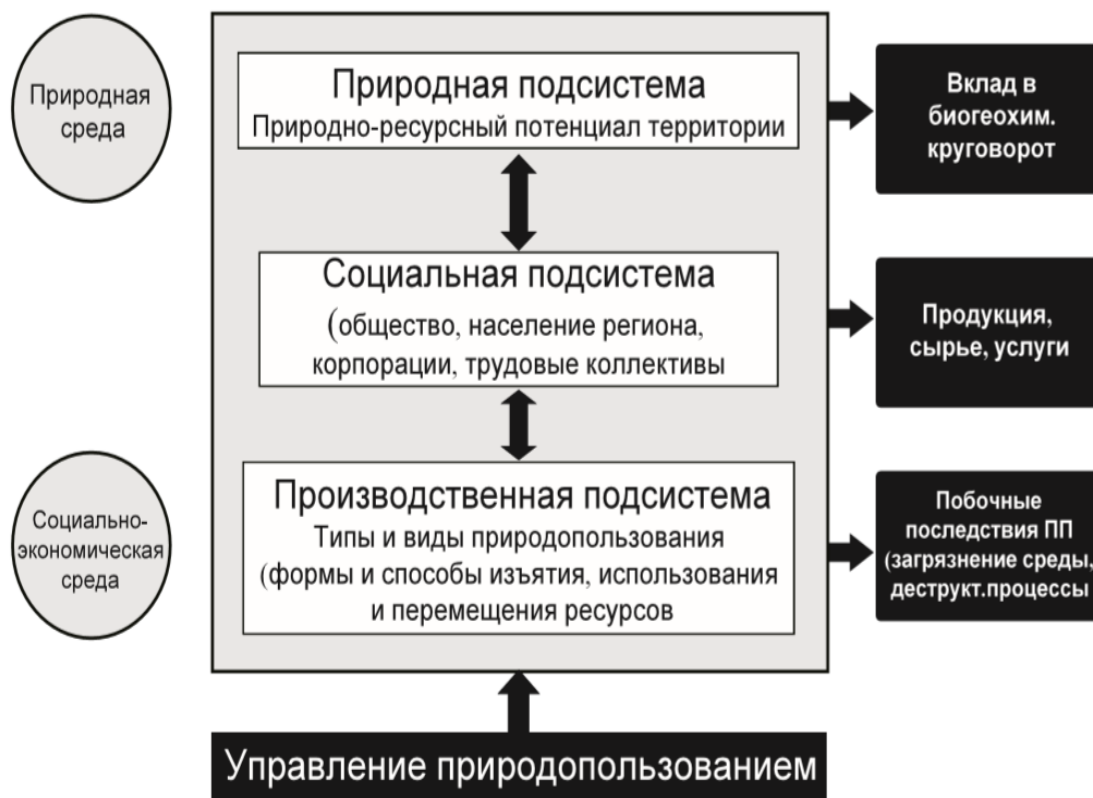 Природная
среда
Природная подсистема
Природно-ресурсный потенциал территории
Вклад в
биогеохим.
круговорот
Социальная подсистема
(общество, население региона,
корпорации, трудовые коллективы
Продукция,
сырье, услуги
Социально-
экономическая
среда
Производственная подсистема
Типы и виды природопользования
(формы и способы изъятия, использования
и перемещения ресурсов
Побочные
последствия ПП
(загрязнение среды,
деструкт.процессы
Управление природопользованием